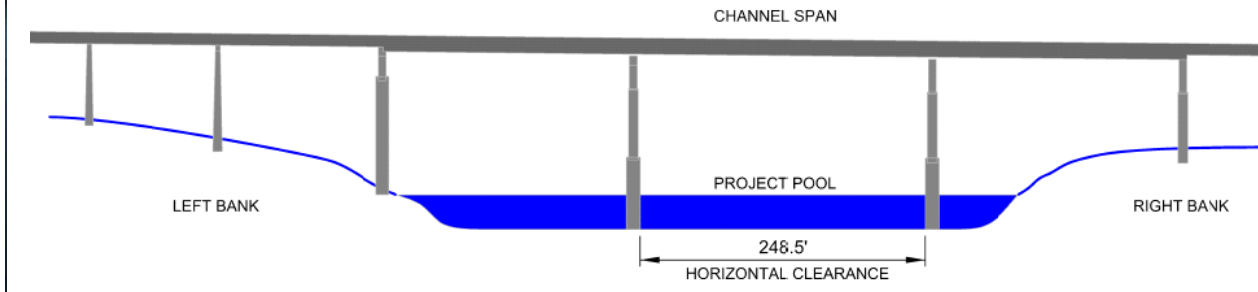 CHANNEL SPAN
PROJECT POOL
LEFT BANK
RIGHT BANK
248.5'
HORIZONTAL CLEARANCE